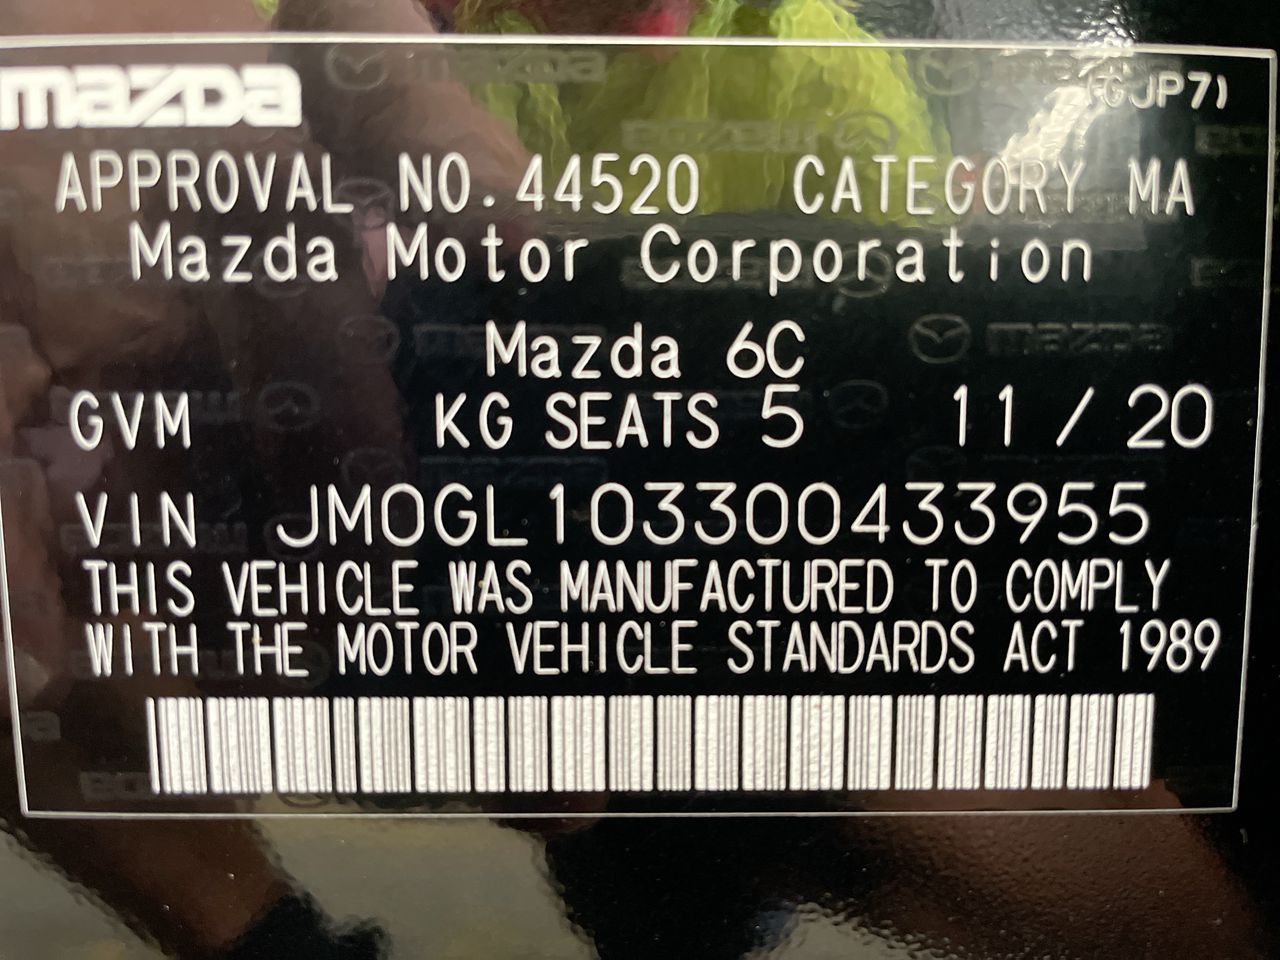 mazda
(GJP7)
APPROVAL NO.44520 CATEGORY MA
Mazda Motor Corporation
Mazda 6C
GVM KG SEATS 5 11 / 20
VIN JM0GL103300433955
THIS VEHICLE WAS MANUFACTURED TO COMPLY
WITH THE MOTOR VEHICLE STANDARDS ACT 1989